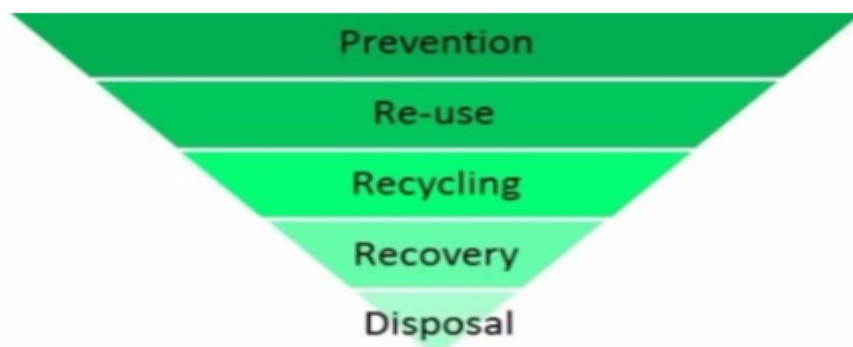 Prevention
Re-use
Recycling
Recovery
Disposal